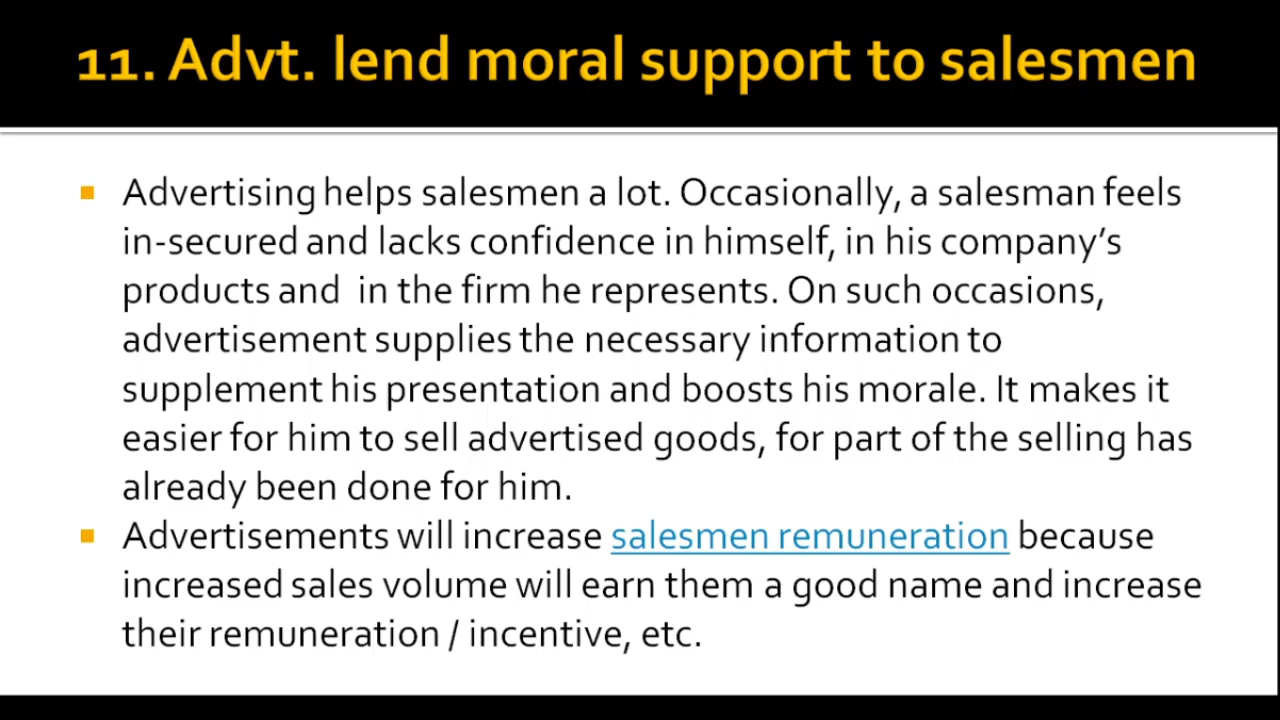 11. Advt. lend moral support to salesmen
Advertising helps salesmen a lot. Occasionally, a salesman feels
in-secured and lacks confidence in himself, in his company’s
products and in the firm he represents. On such occasions,
advertisement supplies the necessary information to
supplement his presentation and boosts his morale. It makes it
easier for him to sell advertised goods, for part of the selling has
already been done for him.
Advertisements will increase salesmen remuneration because
increased sales volume will earn them a good name and increase
their remuneration / incentive, etc.